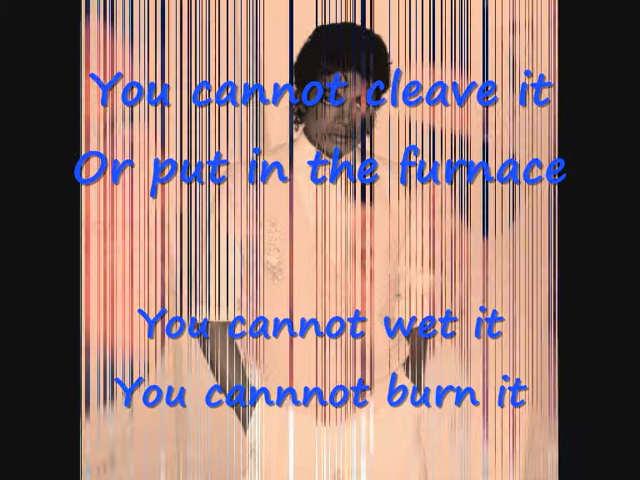 You cannot cleave it
Or put in the furnace
You cannot wet it
You cannnot burn it